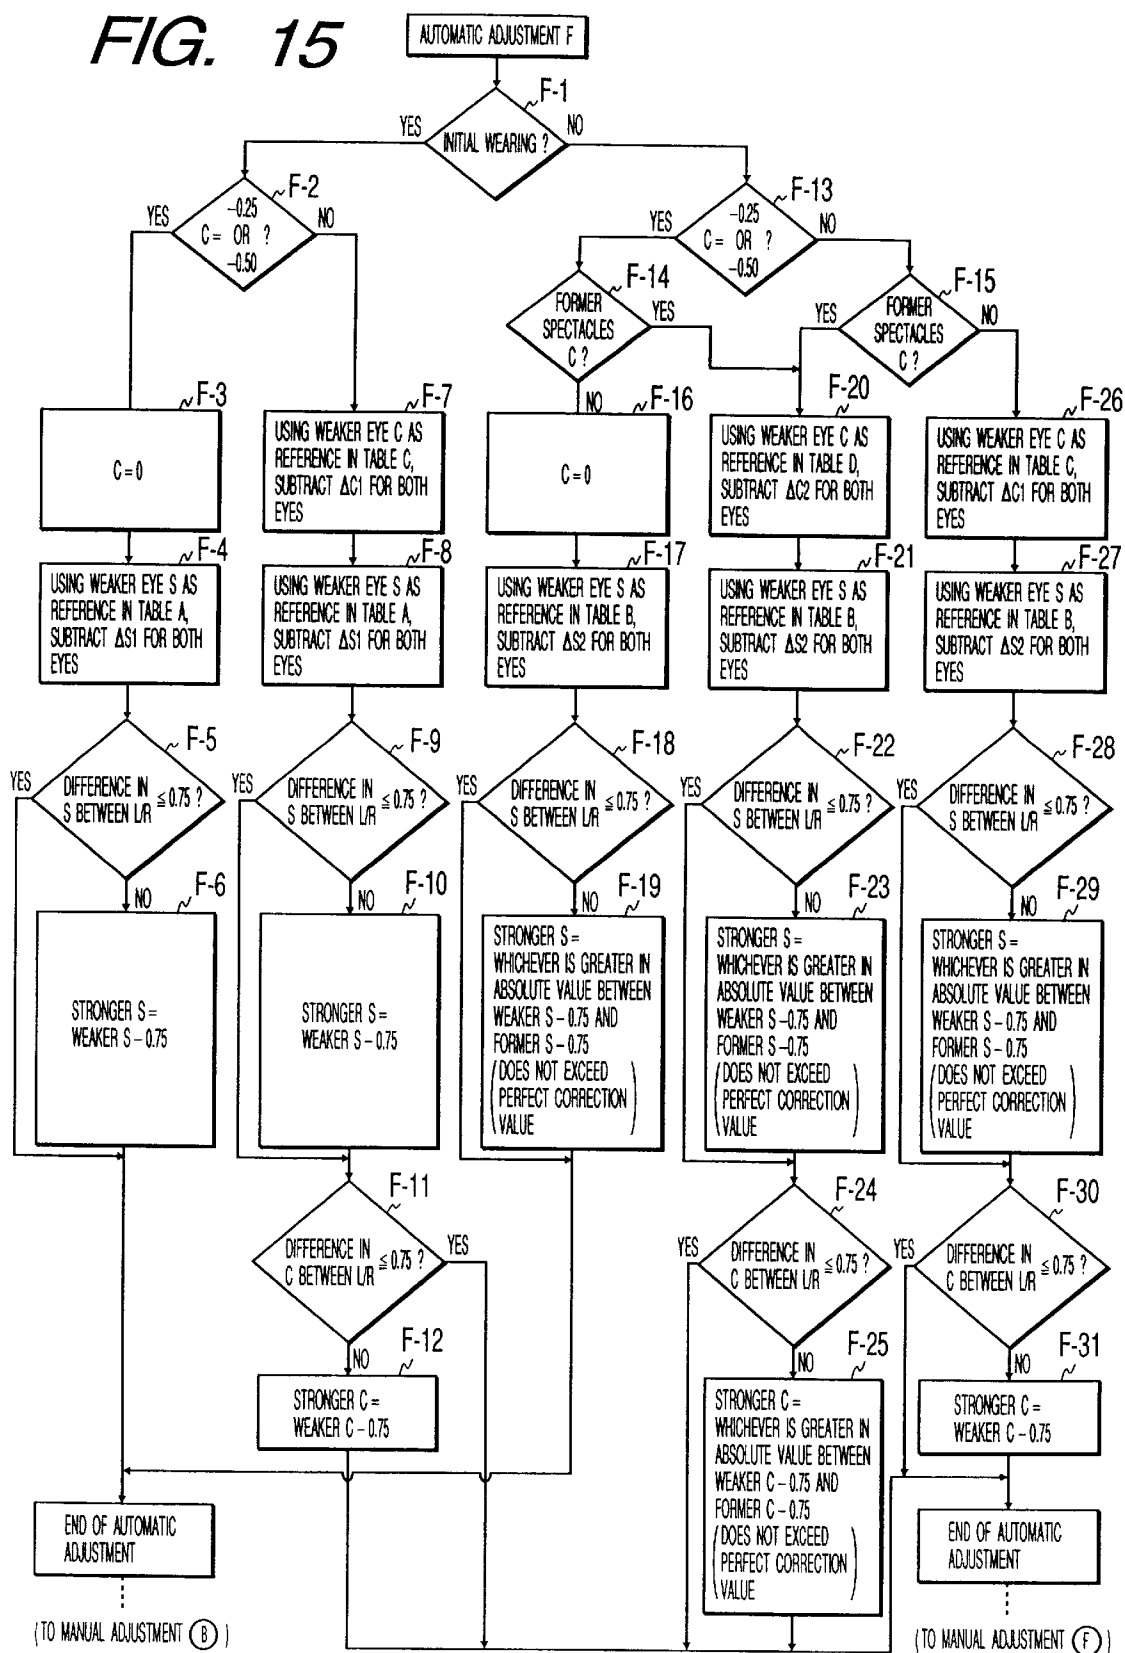 FIG. 15
AUTOMATIC ADJUSTMENT F
F-1
YES
INITIAL WEARING ?
NO
F-2
YES
-0.25
C= OR ?
-0.50
NO
F-13
YES
-0.25
C= OR ?
-0.50
NO
F-14
FORMER
SPECTACLES
C ?
YES
NO
F-15
YES
FORMER
SPECTACLES
C ?
NO
F-3
C=0
F-7
USING WEAKER EYE C AS
REFERENCE IN TABLE C,
SUBTRACT ΔC1 FOR BOTH
EYES
F-16
C=0
F-20
USING WEAKER EYE C AS
REFERENCE IN TABLE D,
SUBTRACT ΔC2 FOR BOTH
EYES
F-26
USING WEAKER EYE C AS
REFERENCE IN TABLE C,
SUBTRACT ΔC1 FOR BOTH
EYES
F-4
USING WEAKER EYE S AS
REFERENCE IN TABLE A,
SUBTRACT ΔS1 FOR BOTH
EYES
F-8
USING WEAKER EYE S AS
REFERENCE IN TABLE A,
SUBTRACT ΔS1 FOR BOTH
EYES
F-17
USING WEAKER EYE S AS
REFERENCE IN TABLE B,
SUBTRACT ΔS2 FOR BOTH
EYES
F-21
USING WEAKER EYE S AS
REFERENCE IN TABLE B,
SUBTRACT ΔS2 FOR BOTH
EYES
F-27
USING WEAKER EYE S AS
REFERENCE IN TABLE B,
SUBTRACT ΔS2 FOR BOTH
EYES
F-5
YES
DIFFERENCE IN
S BETWEEN L/R ≦0.75 ?
NO
F-9
YES
DIFFERENCE IN
S BETWEEN L/R ≦0.75 ?
NO
F-18
YES
DIFFERENCE IN
S BETWEEN L/R ≦0.75 ?
NO
F-22
YES
DIFFERENCE IN
S BETWEEN L/R ≦0.75 ?
NO
F-28
YES
DIFFERENCE IN
S BETWEEN L/R ≦0.75 ?
NO
F-6
STRONGER S=
WEAKER S-0.75
F-10
STRONGER S=
WEAKER S-0.75
F-19
STRONGER S=
WHICHEVER IS GREATER IN
ABSOLUTE VALUE BETWEEN
WEAKER S-0.75 AND
FORMER S-0.75
(DOES NOT EXCEED
PERFECT CORRECTION
VALUE)
F-23
STRONGER S=
WHICHEVER IS GREATER IN
ABSOLUTE VALUE BETWEEN
WEAKER S-0.75 AND
FORMER S-0.75
(DOES NOT EXCEED
PERFECT CORRECTION
VALUE)
F-29
STRONGER S=
WHICHEVER IS GREATER IN
ABSOLUTE VALUE BETWEEN
WEAKER S-0.75 AND
FORMER S-0.75
(DOES NOT EXCEED
PERFECT CORRECTION
VALUE)
F-11
DIFFERENCE IN
C BETWEEN L/R ≦0.75 ?
YES
NO
F-24
YES
DIFFERENCE IN
C BETWEEN L/R ≦0.75 ?
NO
F-30
YES
DIFFERENCE IN
C BETWEEN L/R ≦0.75 ?
NO
F-12
STRONGER C=
WEAKER C-0.75
F-25
STRONGER C=
WHICHEVER IS GREATER IN
ABSOLUTE VALUE BETWEEN
WEAKER C-0.75 AND
FORMER C-0.75
(DOES NOT EXCEED
PERFECT CORRECTION
VALUE)
F-31
STRONGER C=
WEAKER C-0.75
END OF AUTOMATIC
ADJUSTMENT
(TO MANUAL ADJUSTMENT B)
END OF AUTOMATIC
ADJUSTMENT
(TO MANUAL ADJUSTMENT F)